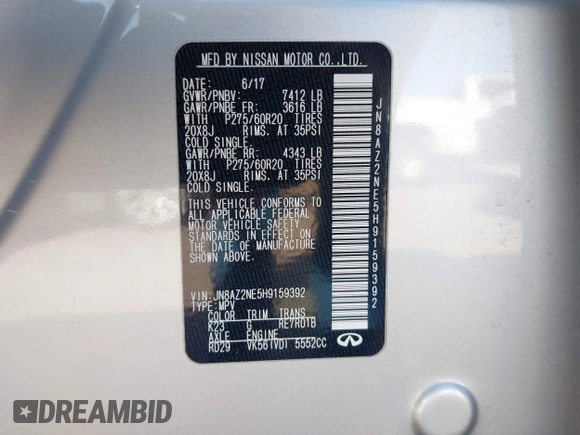 MFD BY NISSAN MOTOR CO.,LTD.
DATE: 6/17
GVWR/PNBV: 7412 LB
GAWR/PNBE FR: 3616 LB
WITH P275/60R20 TIRES
20X8J RIMS. AT 35PSI
COLD SINGLE.
GAWR/PNBE RR: 4343 LB
WITH P275/60R20 TIRES
20X8J RIMS. AT 35PSI
COLD SINGLE.
THIS VEHICLE CONFORMS TO
ALL APPLICABLE FEDERAL
MOTOR VEHICLE SAFETY
STANDARDS IN EFFECT ON
THE DATE OF MANUFACTURE
SHOWN ABOVE.
VIN: JN8AZ2NE5H9159392
TYPE: MPV
COLOR TRIM TRANS
K23 G RE7R01B
AXLE ENGINE
RD29 VK56(VD) 5552CC
JN8AZ2NE5H9159392
DREAMBID